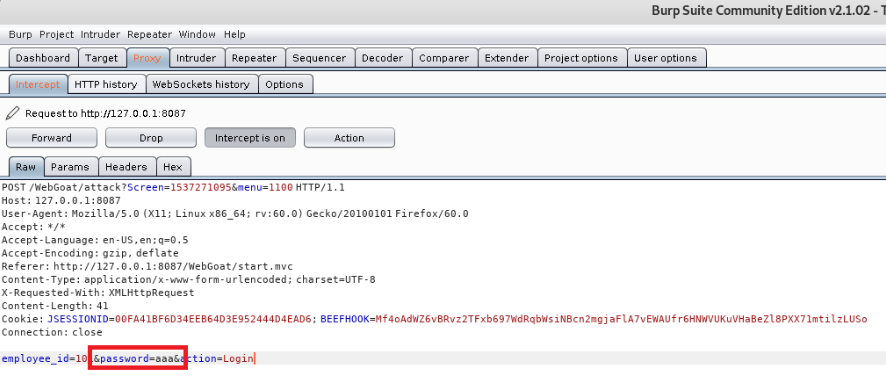 Burp Suite Community Edition v2.1.02 - T
Burp Project Intruder Repeater Window Help
Dashboard Target Proxy Intruder Repeater Sequencer Decoder Comparer Extender Project options User options
Intercept HTTP history WebSockets history Options
Request to http://127.0.0.1:8087
Forward Drop Intercept is on Action
Raw Params Headers Hex
POST /WebGoat/attack?Screen=1537271095&menu=1100 HTTP/1.1
Host: 127.0.0.1:8087
User-Agent: Mozilla/5.0 (X11; Linux x86_64; rv:60.0) Gecko/20100101 Firefox/60.0
Accept: */*
Accept-Language: en-US,en;q=0.5
Accept-Encoding: gzip, deflate
Referer: http://127.0.0.1:8087/WebGoat/start.mvc
Content-Type: application/x-www-form-urlencoded; charset=UTF-8
X-Requested-With: XMLHttpRequest
Content-Length: 41
Cookie: JSESSIONID=00FA41BF6D34EEB64D3E952444D4EAD6; BEEFHOOK=Mf4oAdWZ6vBRvz2TFxb697WdRqbWsiNBcn2mgjaFlA7vEWAUfr6HNWVUKuVHaBeZl8PXX71mtilzLUSo
Connection: close
employee_id=10 &password=aaa&action=Login